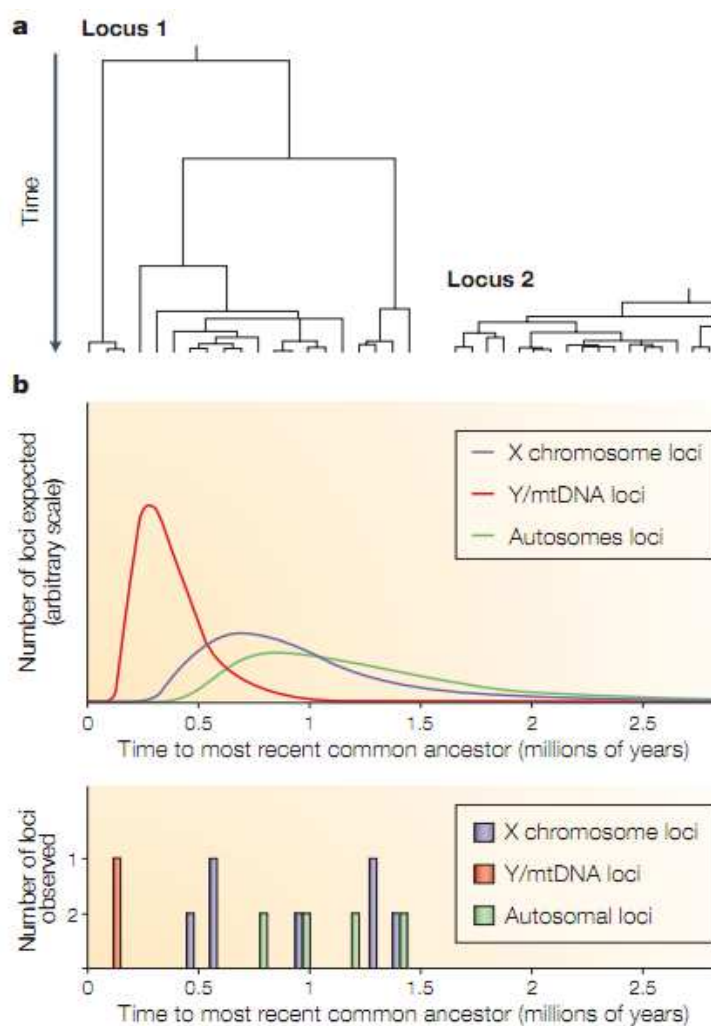 a
Locus 1
Time
Locus 2
b
Number of loci expected
(arbitrary scale)
X chromosome loci
Y/mtDNA loci
Autosomes loci
0 0.5 1 1.5 2 2.5
Time to most recent common ancestor (millions of years)
Number of loci
observed
1
2
X chromosome loci
Y/mtDNA loci
Autosomal loci
0 0.5 1 1.5 2 2.5
Time to most recent common ancestor (millions of years)